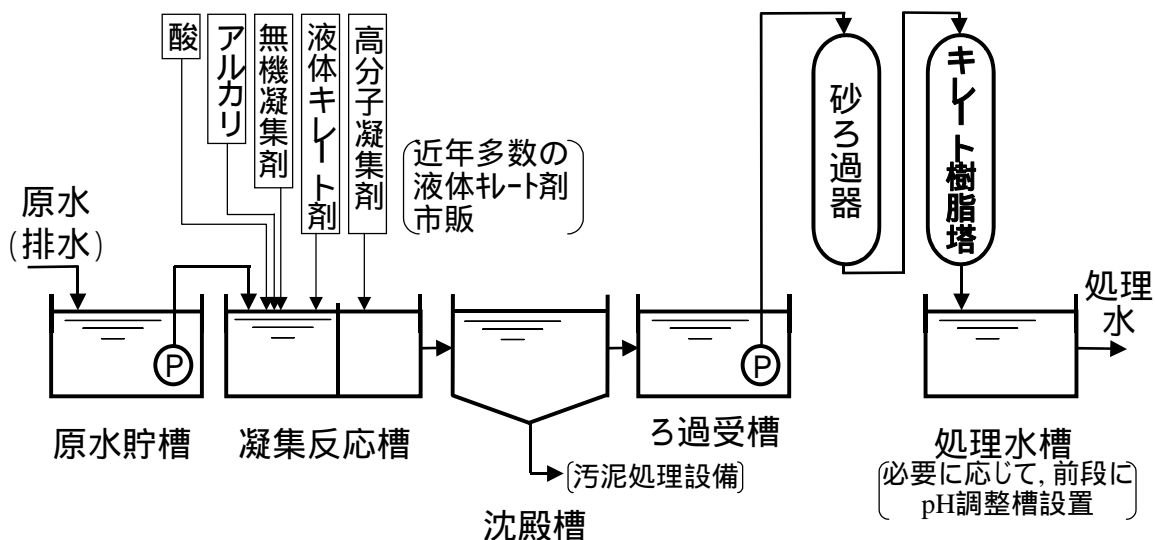 酸
アルカリ
無機凝集剤
液体キレート剤
高分子凝集剤
近年多数の
液体ｷﾚｰﾄ剤
市販
砂ろ過器
キレート樹脂塔
原水
(排水)
P
P
処理
水
原水貯槽
凝集反応槽
ろ過受槽
処理水槽
(必要に応じて, 前段に
pH調整槽設置)
(汚泥処理設備)
沈殿槽